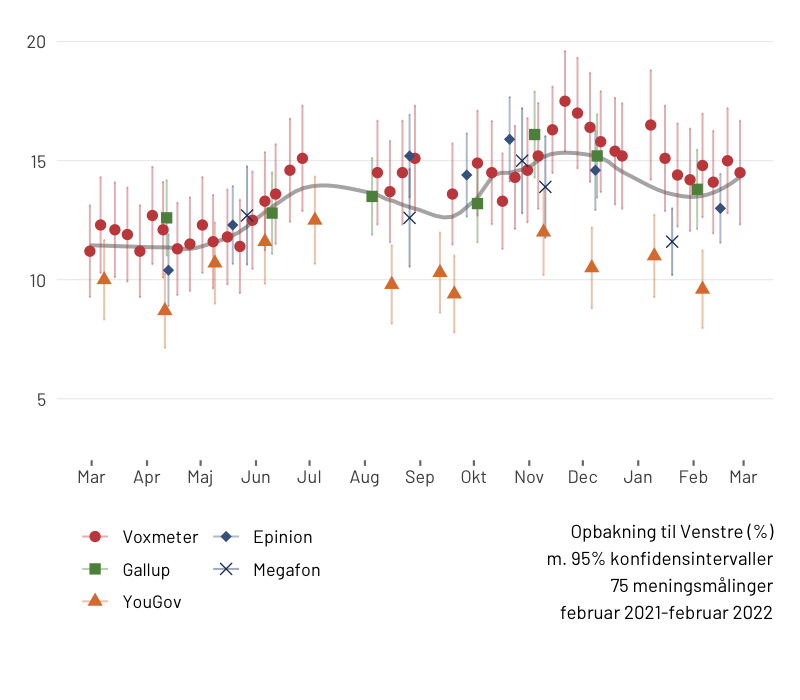 20
15
10
5
Mar Apr Maj Jun Jul Aug Sep Okt Nov Dec Jan Feb Mar
Voxmeter Epinion
Gallup Megafon
YouGov
Opbakning til Venstre (%)
m. 95% konfidensintervaller
75 meningsmålinger
februar 2021-februar 2022